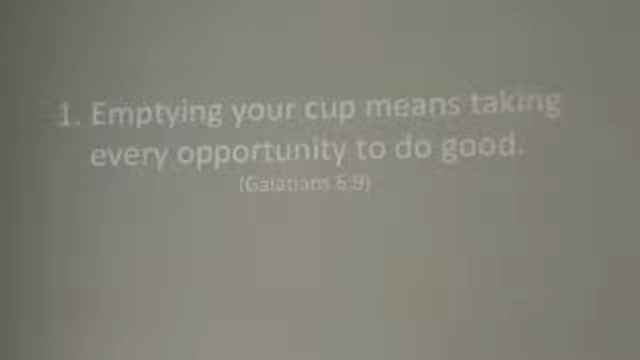 1. Emptying your cup means taking
every opportunity to do good.
(Galatians 6:9)